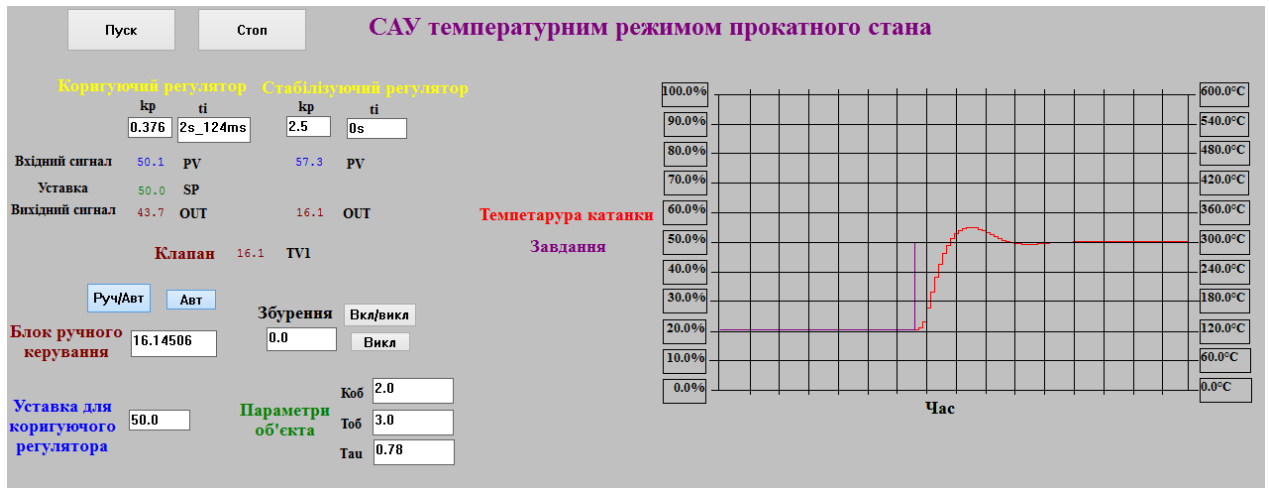 Пуск
Стоп
САУ температурним режимом прокатного стана
Коригуючий регулятор
Стабілізуючий регулятор
kp
ti
kp
ti
0.376
2s_124ms
2.5
0s
Вхідний сигнал
50.1
PV
57.3
PV
Уставка
50.0
SP
Вихідний сигнал
43.7
OUT
16.1
OUT
Клапан
16.1
TV1
Руч/Авт
Авт
Блок ручного
керування
16.14506
Збурення
Вкл/викл
0.0
Викл
Уставка для
коригуючого
регулятора
50.0
Параметри
об'єкта
Коб
2.0
Тоб
3.0
Tau
0.78
Темпетарура катанки
Завдання
100.0%
90.0%
80.0%
70.0%
60.0%
50.0%
40.0%
30.0%
20.0%
10.0%
0.0%
600.0°C
540.0°C
480.0°C
420.0°C
360.0°C
300.0°C
240.0°C
180.0°C
120.0°C
60.0°C
0.0°C
Час